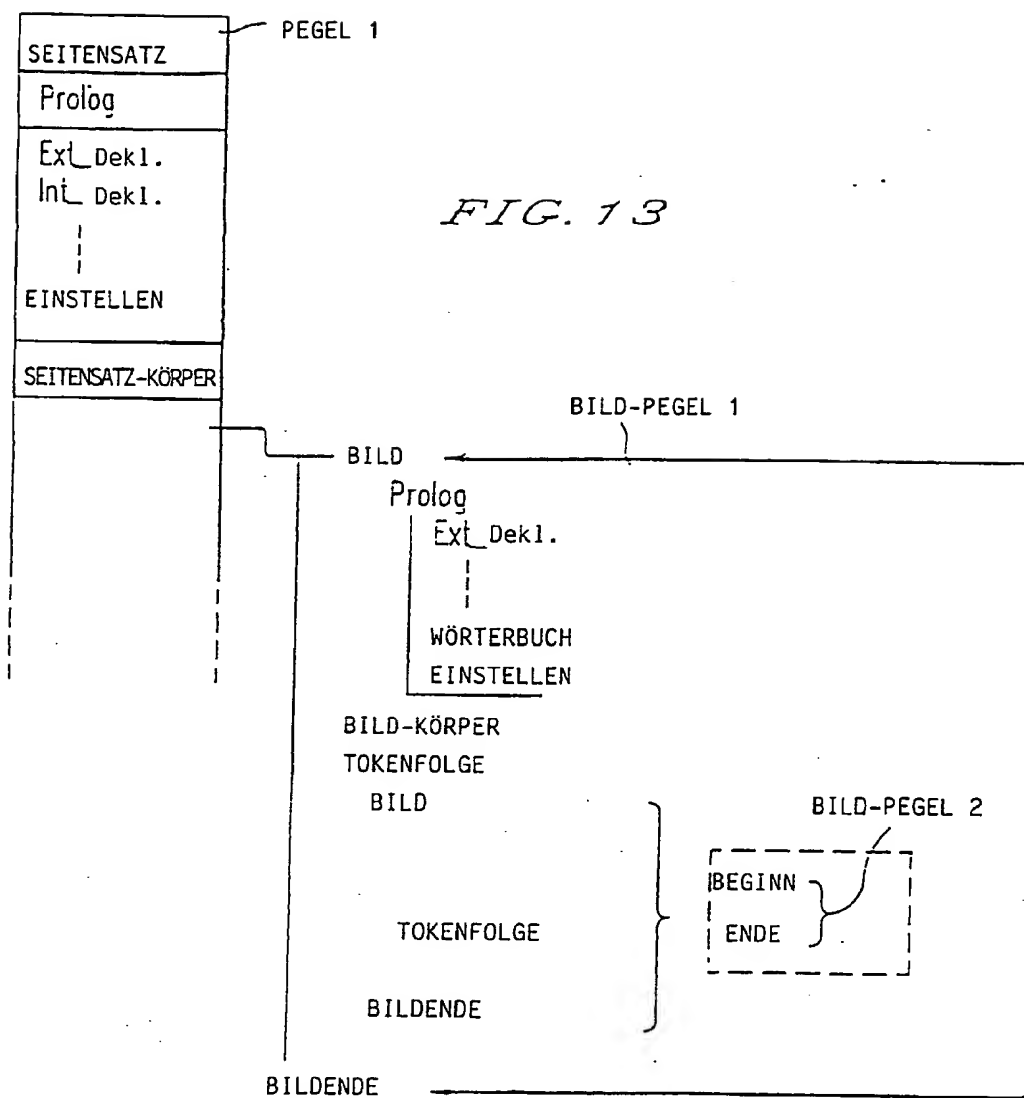 PEGEL 1
SEITENSATZ
Prolog
Ext_Dekl.
Int_Dekl.
EINSTELLEN
SEITENSATZ-KÖRPER
FIG. 13
BILD-PEGEL 1
BILD
Prolog
Ext_Dekl.
WÖRTERBUCH
EINSTELLEN
BILD-KÖRPER
TOKENFOLGE
BILD
BILD-PEGEL 2
BEGINN
TOKENFOLGE
ENDE
BILDENDE
BILDENDE